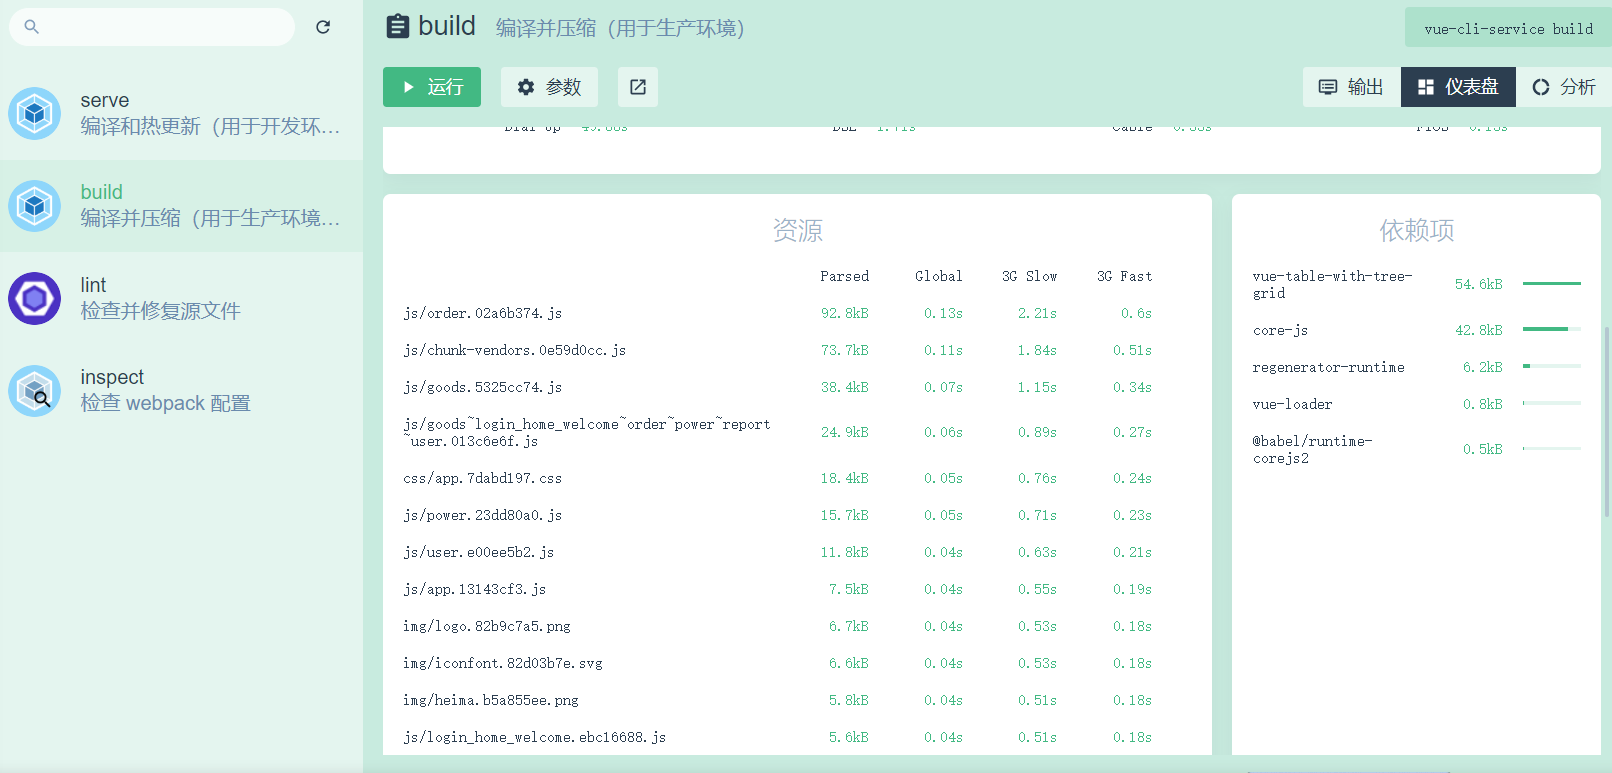 build 编译并压缩（用于生产环境）
vue-cli-service build
运行
参数
输出
仪表盘
分析
serve
编译和热更新（用于开发环…
build
编译并压缩（用于生产环境…
lint
检查并修复源文件
inspect
检查 webpack 配置
Dial-up 49.88s DSL 1.41s Cable 0.33s FIOS 0.13s
资源
Parsed Global 3G Slow 3G Fast
js/order.02a6b374.js 92.8kB 0.13s 2.21s 0.6s
js/chunk-vendors.0e59d0cc.js 73.7kB 0.11s 1.84s 0.51s
js/goods.5325cc74.js 38.4kB 0.07s 1.15s 0.34s
js/goods~login_home_welcome~order~power~report
~user.013c6e6f.js 24.9kB 0.06s 0.89s 0.27s
css/app.7dabd197.css 18.4kB 0.05s 0.76s 0.24s
js/power.23dd80a0.js 15.7kB 0.05s 0.71s 0.23s
js/user.e00ee5b2.js 11.8kB 0.04s 0.63s 0.21s
js/app.13143cf3.js 7.5kB 0.04s 0.55s 0.19s
img/logo.82b9c7a5.png 6.7kB 0.04s 0.53s 0.18s
img/iconfont.82d03b7e.svg 6.6kB 0.04s 0.53s 0.18s
img/heima.b5a855ee.png 5.8kB 0.04s 0.51s 0.18s
js/login_home_welcome.ebc16688.js 5.6kB 0.04s 0.51s 0.18s
依赖项
vue-table-with-tree-
grid 54.6kB
core-js 42.8kB
regenerator-runtime 6.2kB
vue-loader 0.8kB
@babel/runtime-
corejs2 0.5kB